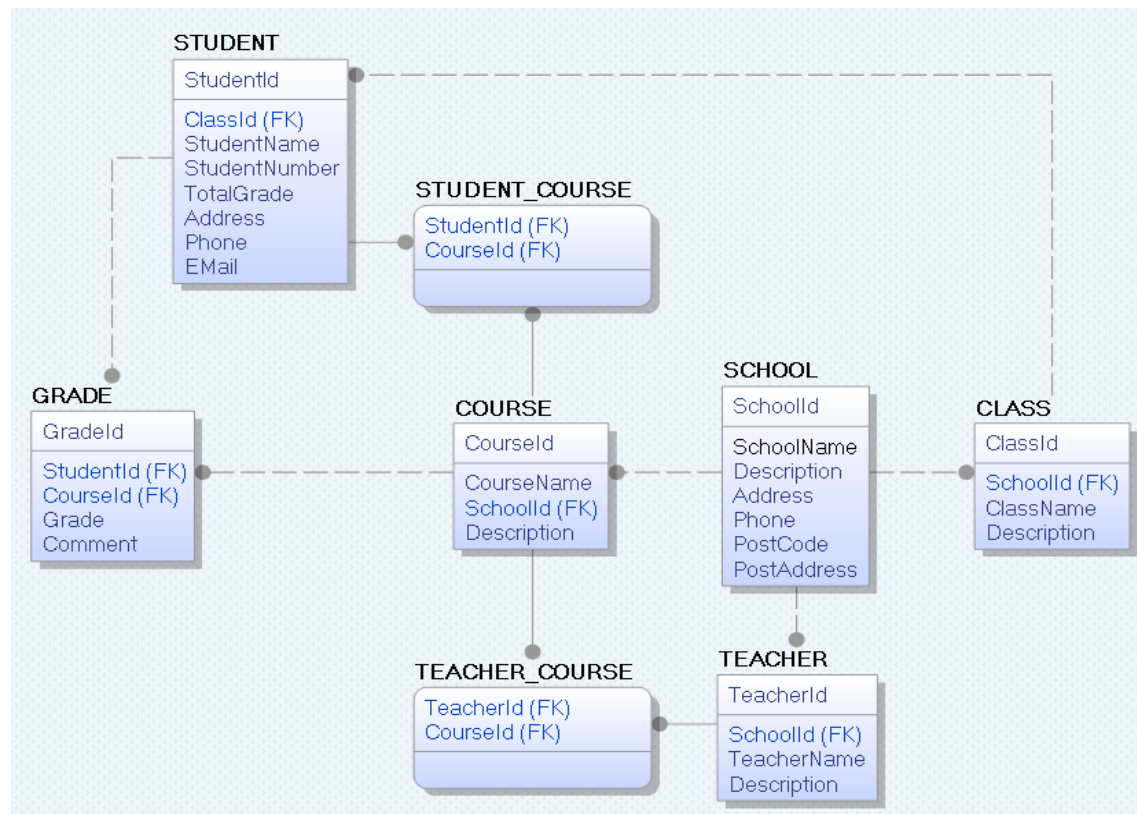 STUDENT
StudentId
ClassId (FK)
StudentName
StudentNumber
TotalGrade
Address
Phone
EMail
STUDENT_COURSE
StudentId (FK)
CourseId (FK)
GRADE
GradeId
StudentId (FK)
CourseId (FK)
Grade
Comment
COURSE
CourseId
CourseName
SchoolId (FK)
Description
SCHOOL
SchoolId
SchoolName
Description
Address
Phone
PostCode
PostAddress
CLASS
ClassId
SchoolId (FK)
ClassName
Description
TEACHER_COURSE
TeacherId (FK)
CourseId (FK)
TEACHER
TeacherId
SchoolId (FK)
TeacherName
Description